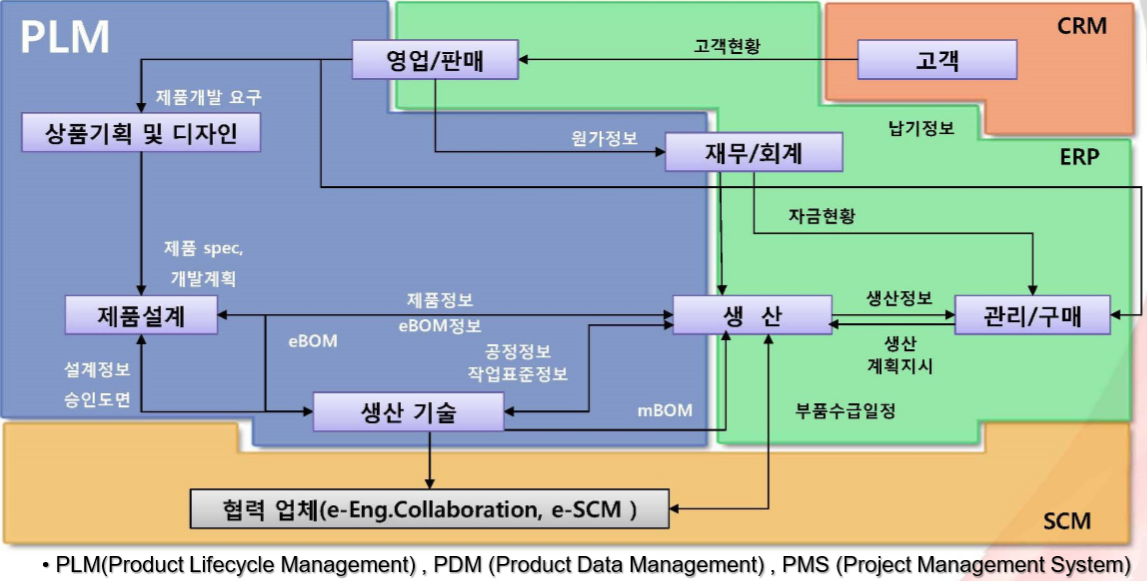 PLM
CRM
영업/판매
고객현황
고객
제품개발 요구
상품기획 및 디자인
원가정보
재무/회계
납기정보
ERP
자금현황
제품 spec,
개발계획
제품설계
제품정보
eBOM정보
eBOM
생 산
생산정보
관리/구매
생산
계획지시
공정정보
작업표준정보
설계정보
승인도면
생산 기술
mBOM
부품수급일정
협력 업체(e-Eng.Collaboration, e-SCM )
SCM
• PLM(Product Lifecycle Management) , PDM (Product Data Management) , PMS (Project Management System)